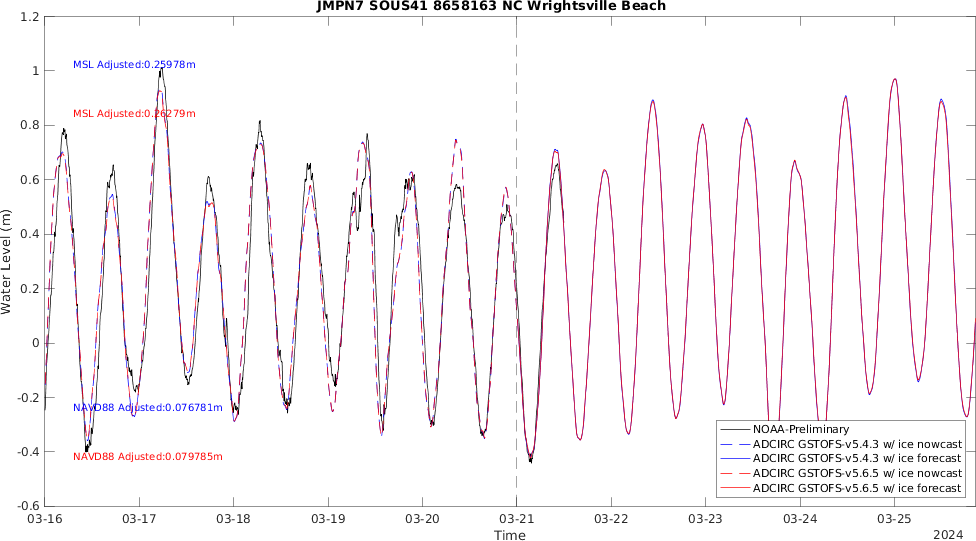 JMPN7 SOUS41 8658163 NC Wrightsville Beach
1.2
1
0.8
0.6
0.4
0.2
0
-0.2
-0.4
-0.6
Water Level (m)
MSL Adjusted:0.25978m
MSL Adjusted:0.26279m
NAVD88 Adjusted:0.076781m
NAVD88 Adjusted:0.079785m
NOAA-Preliminary
ADCIRC GSTOFS-v5.4.3 w/ ice nowcast
ADCIRC GSTOFS-v5.4.3 w/ ice forecast
ADCIRC GSTOFS-v5.6.5 w/ ice nowcast
ADCIRC GSTOFS-v5.6.5 w/ ice forecast
03-16 03-17 03-18 03-19 03-20 03-21 03-22 03-23 03-24 03-25
Time
2024